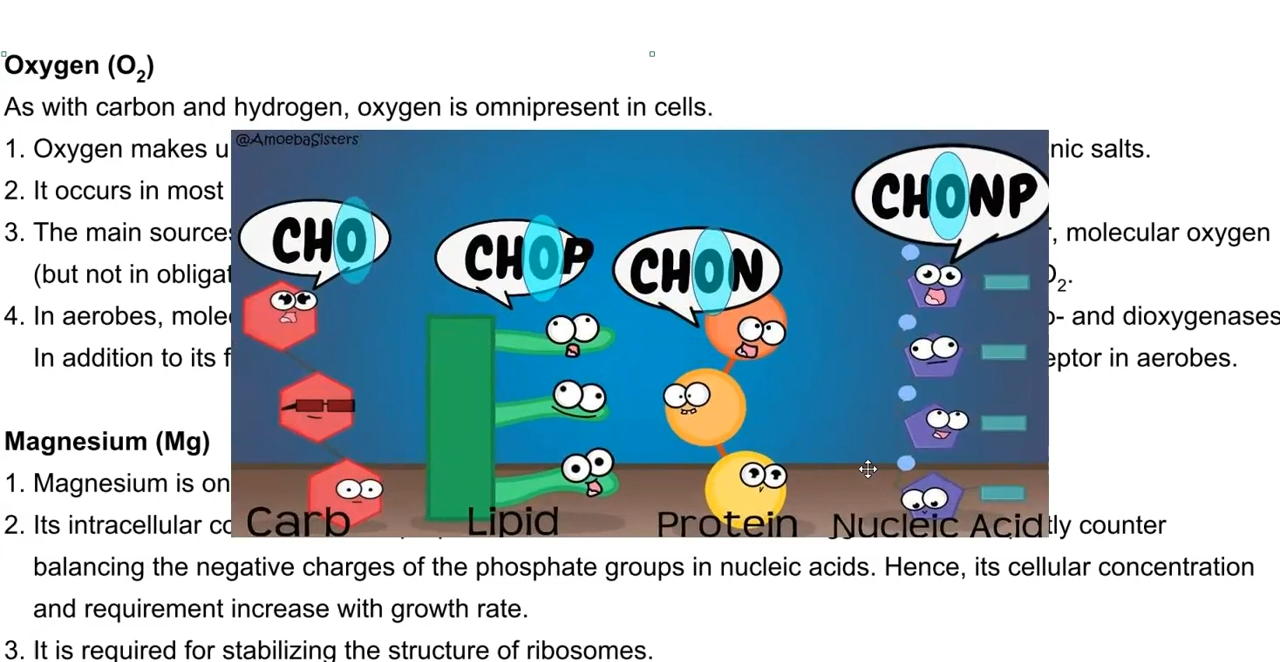 Oxygen (O₂)
As with carbon and hydrogen, oxygen is omnipresent in cells.
@AmoebaSisters
1. Oxygen makes u nic salts.
2. It occurs in most
3. The main sources , molecular oxygen
(but not in obligat ₂.
4. In aerobes, mole - and dioxygenases
In addition to its f eptor in aerobes.
CHO
CHOP
CHON
CHONP
Magnesium (Mg)
1. Magnesium is on
Carb Lipid Protein Nucleic Acid
2. Its intracellular co tly counter
balancing the negative charges of the phosphate groups in nucleic acids. Hence, its cellular concentration
and requirement increase with growth rate.
3. It is required for stabilizing the structure of ribosomes.